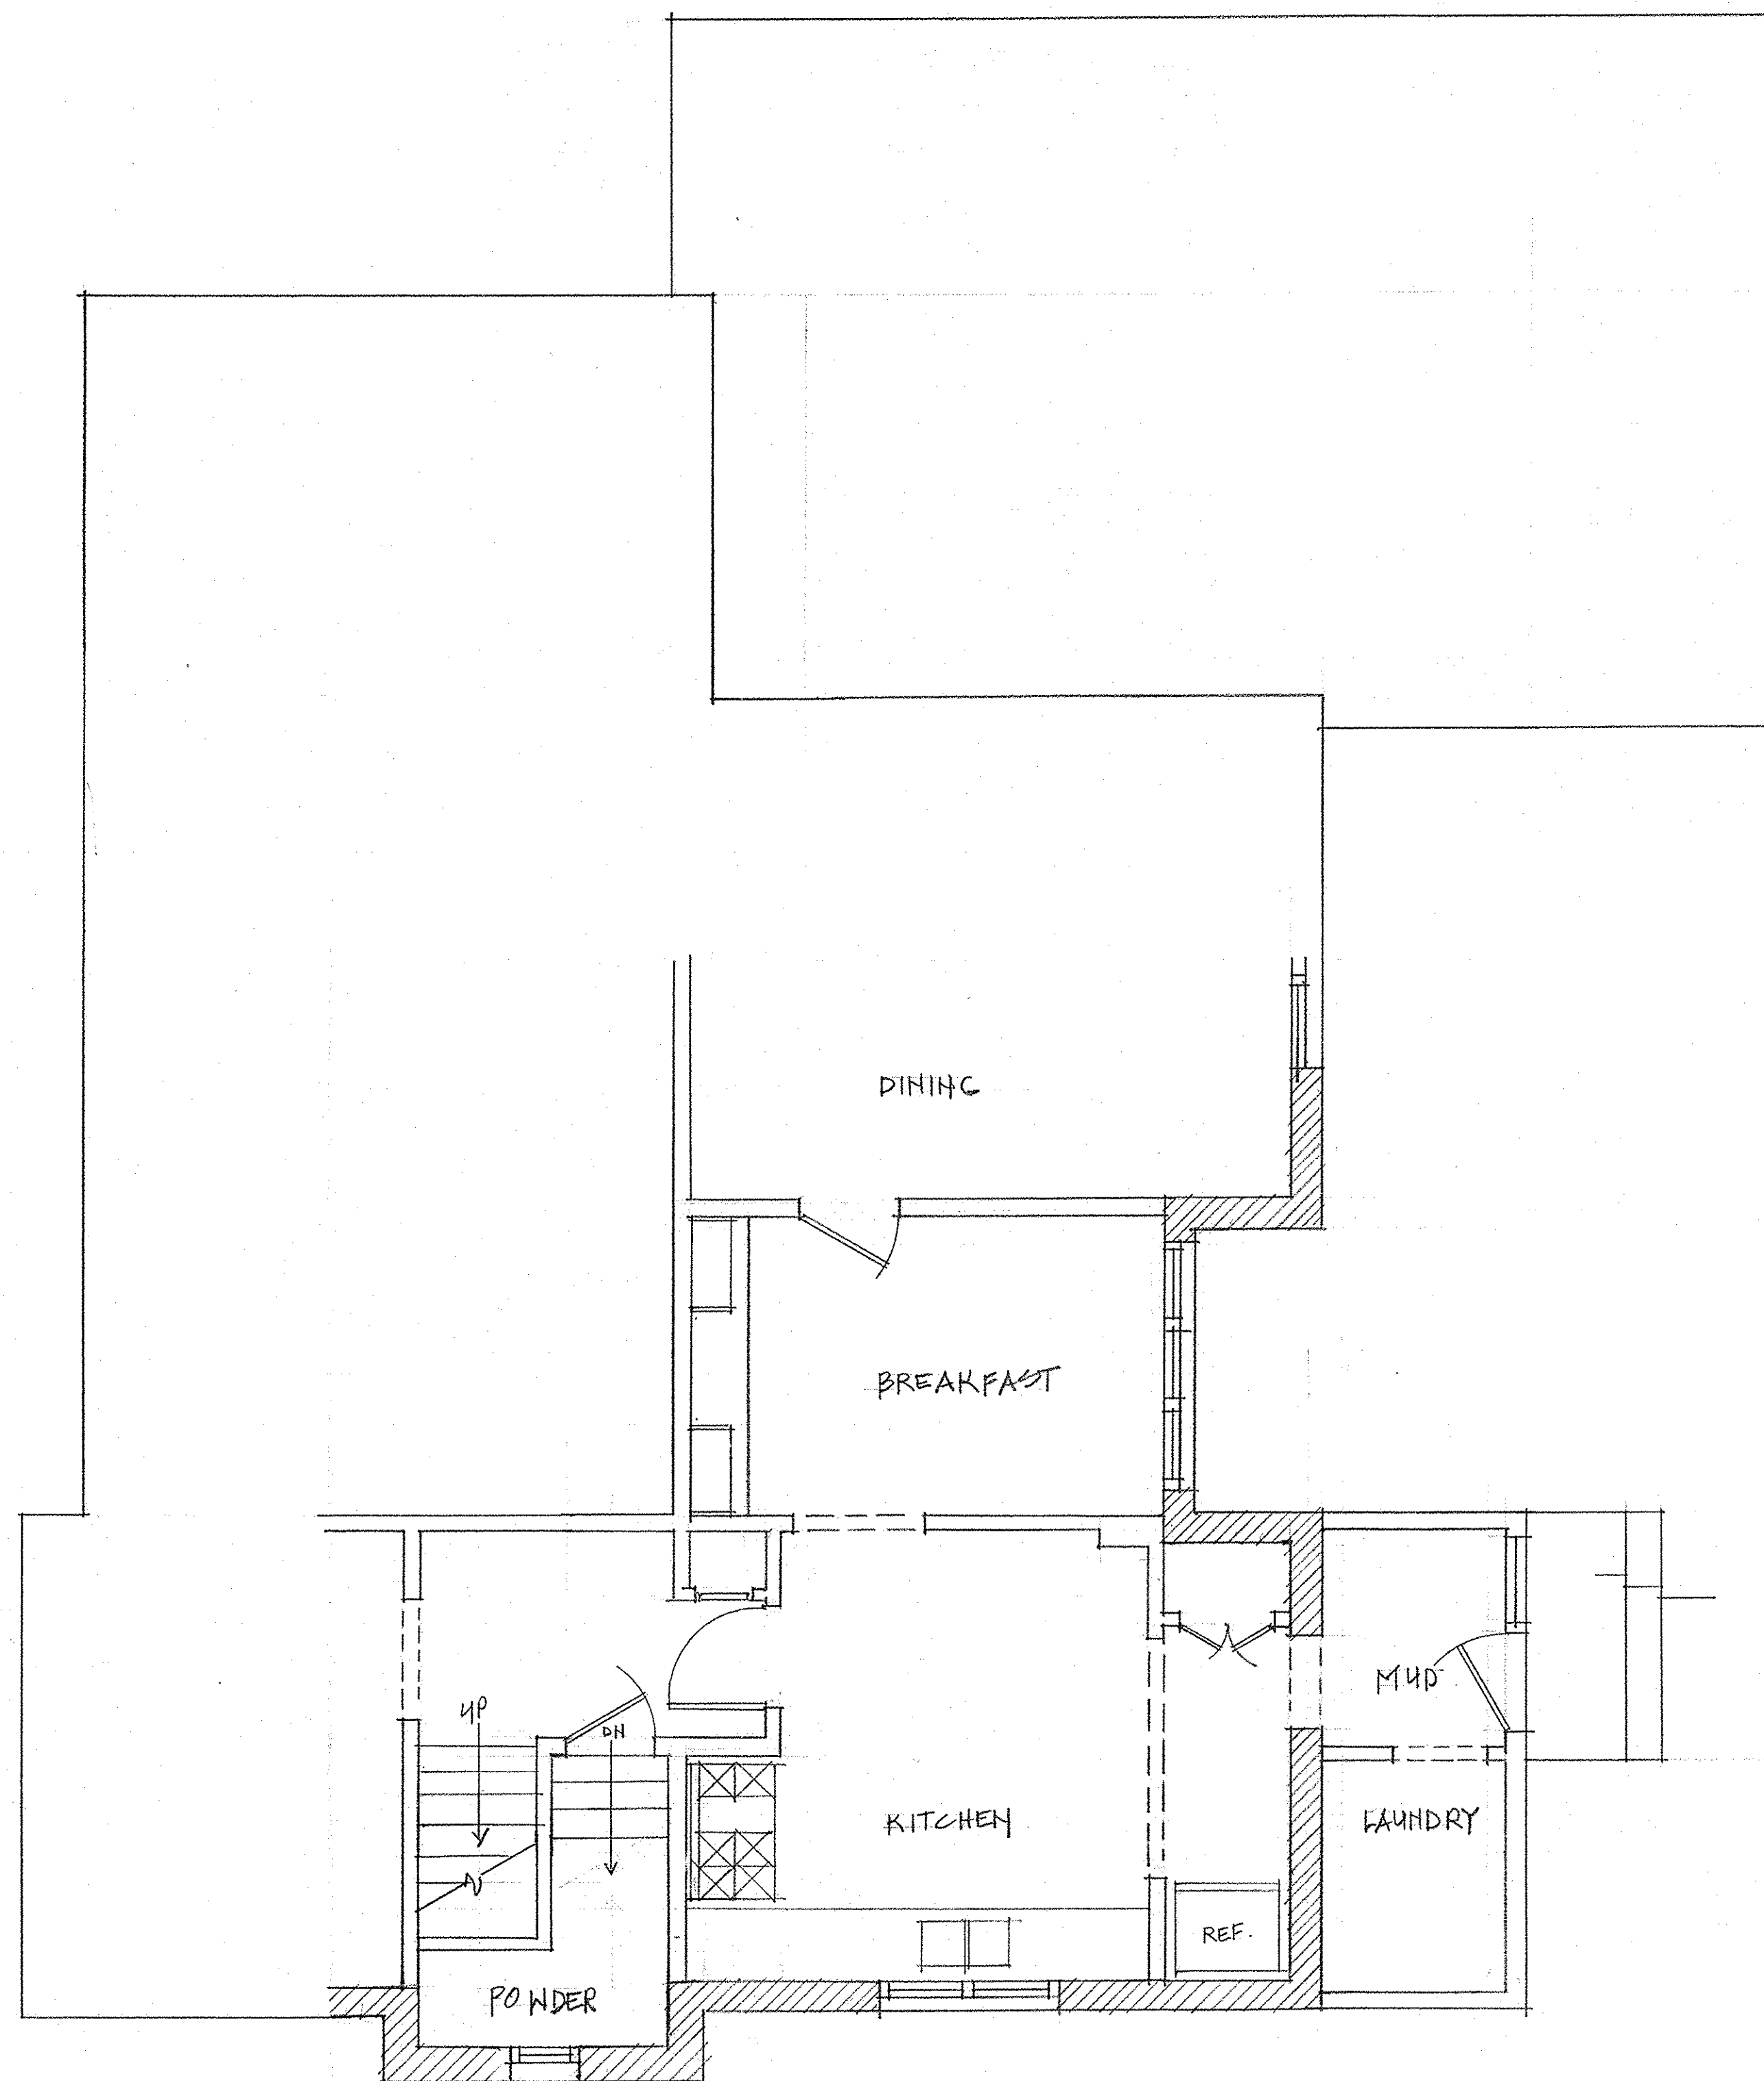 DINING
BREAKFAST
UP
DN
MUD
KITCHEN
LAUNDRY
REF.
POWDER